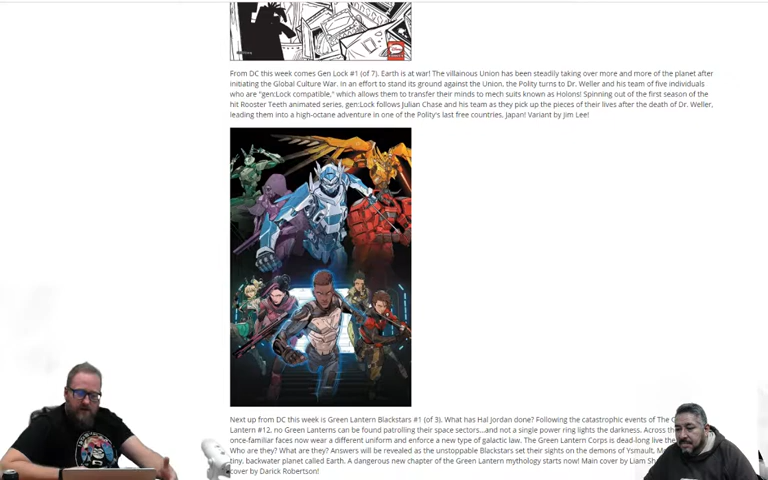 From DC this week comes Gen Lock #1 (of 7). Earth is at war! The villainous Union has been steadily taking over more and more of the planet after
initiating the Global Culture War. In an effort to stand its ground against the Union, the Polity turns to Dr. Weller and his team of five individuals
who are "gen:Lock compatible," which allows them to transfer their minds to mech suits known as Holons! Spinning out of the first season of the
hit Rooster Teeth animated series, gen:Lock follows Julian Chase and his team as they pick up the pieces of their lives after the death of Dr. Weller,
leading them into a high-octane adventure in one of the Polity's last free countries, Japan! Variant by Jim Lee!
Next up from DC this week is Green Lantern Blackstars #1 (of 3). What has Hal Jordan done? Following the catastrophic events of The G
Lantern #12, no Green Lanterns can be found patrolling their space sectors...and not a single power ring lights the darkness. Across th
once-familiar faces now wear a different uniform and enforce a new type of galactic law. The Green Lantern Corps is dead-long live the
Who are they? What are they? Answers will be revealed as the unstoppable Blackstars set their sights on the demons of Ysmault, M
tiny, backwater planet called Earth. A dangerous new chapter of the Green Lantern mythology starts now! Main cover by Liam Sh
cover by Darick Robertson!